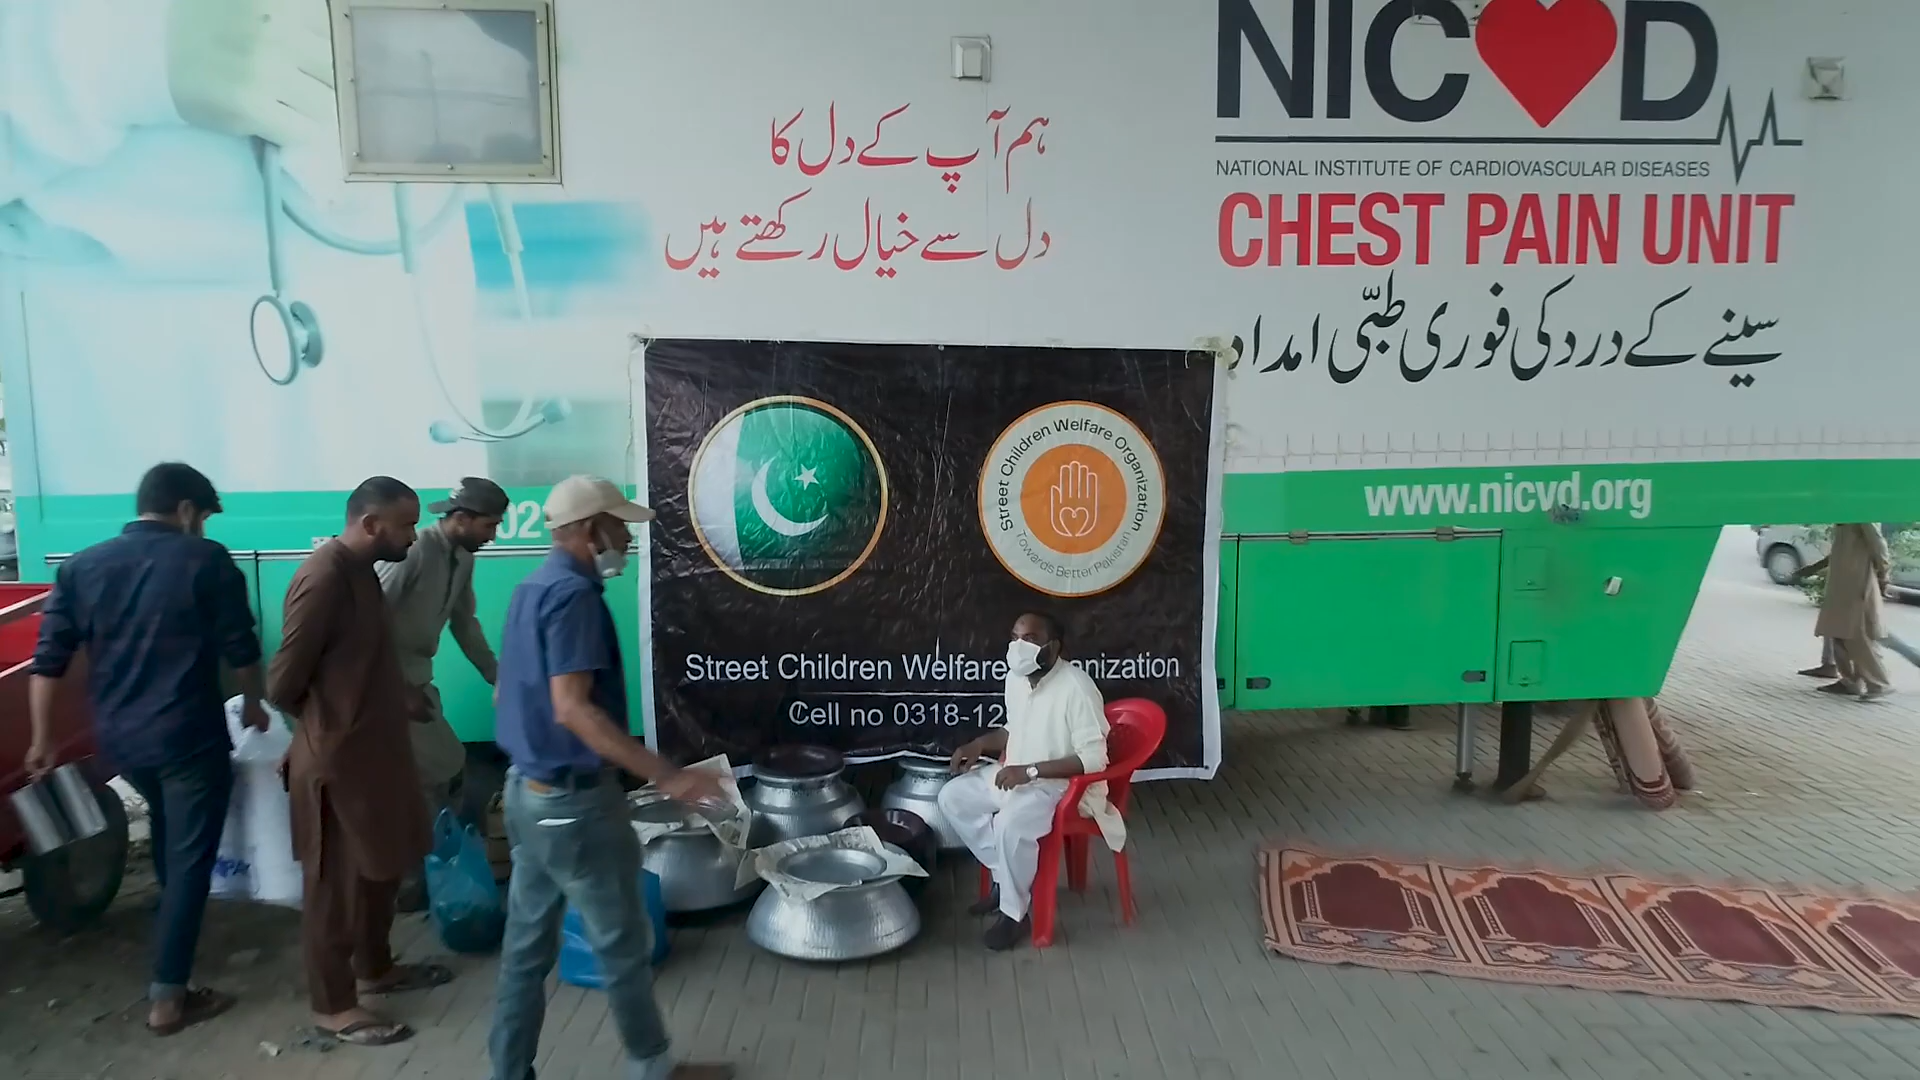 NICVD
NATIONAL INSTITUTE OF CARDIOVASCULAR DISEASES
CHEST PAIN UNIT
سینے کے درد کی فوری طبّی امداد
ہم آپ کے دل کا
دل سے خیال رکھتے ہیں
www.nicvd.org
021
Street Children Welfare Organization
Towards Better Pakistan
Street Children Welfare anization
Cell no 0318-12